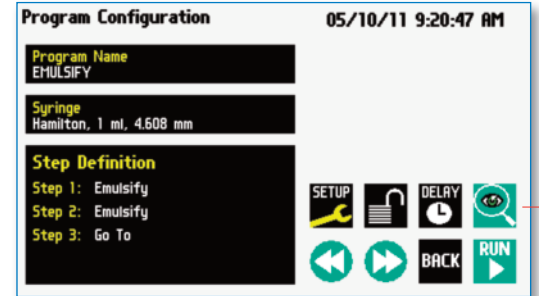 Program Configuration
05/10/11 9:20:47 AM
Program Name
EMULSIFY
Syringe
Hamilton, 1 ml, 4.608 mm
Step Definition
Step 1: Emulsify
Step 2: Emulsify
Step 3: Go To
SETUP
DELAY
BACK
RUN